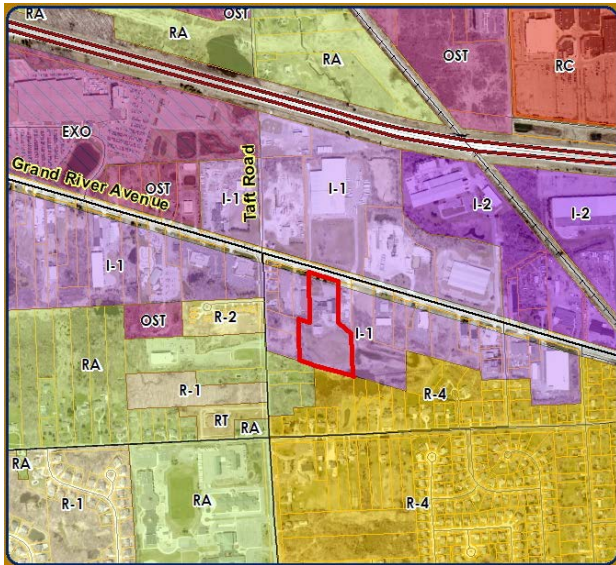 RA
OST
RA
RA
OST
RC
EXO
OST
Grand River Avenue
Taft Road
I-1
I-1
I-2
I-2
I-1
OST
R-2
I-1
RA
R-1
R-4
RT
RA
RA
R-1
RA
R-4